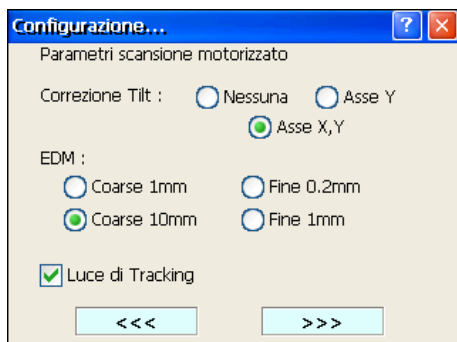 Configurazione...
Parametri scansione motorizzato
Correzione Tilt : Nessuna Asse Y
Asse X,Y
EDM :
Coarse 1mm Fine 0.2mm
Coarse 10mm Fine 1mm
Luce di Tracking
<<< >>>